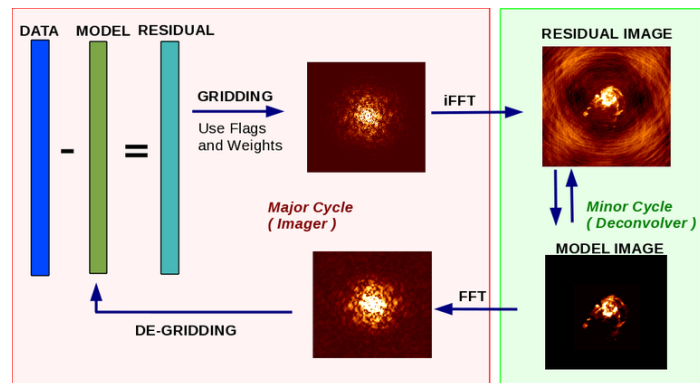 DATA MODEL RESIDUAL
- =
GRIDDING
Use Flags
and Weights
iFFT
RESIDUAL IMAGE
Major Cycle
( Imager )
Minor Cycle
( Deconvolver )
MODEL IMAGE
FFT
DE-GRIDDING